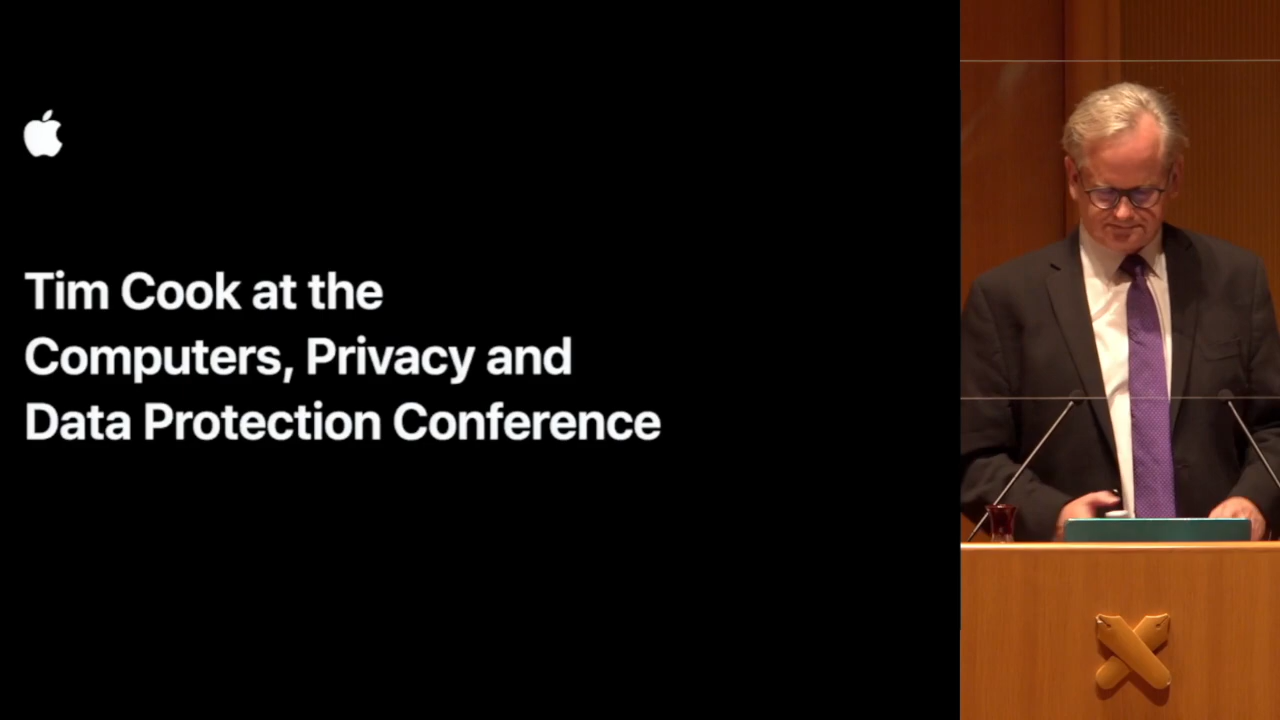 Tim Cook at the
Computers, Privacy and
Data Protection Conference